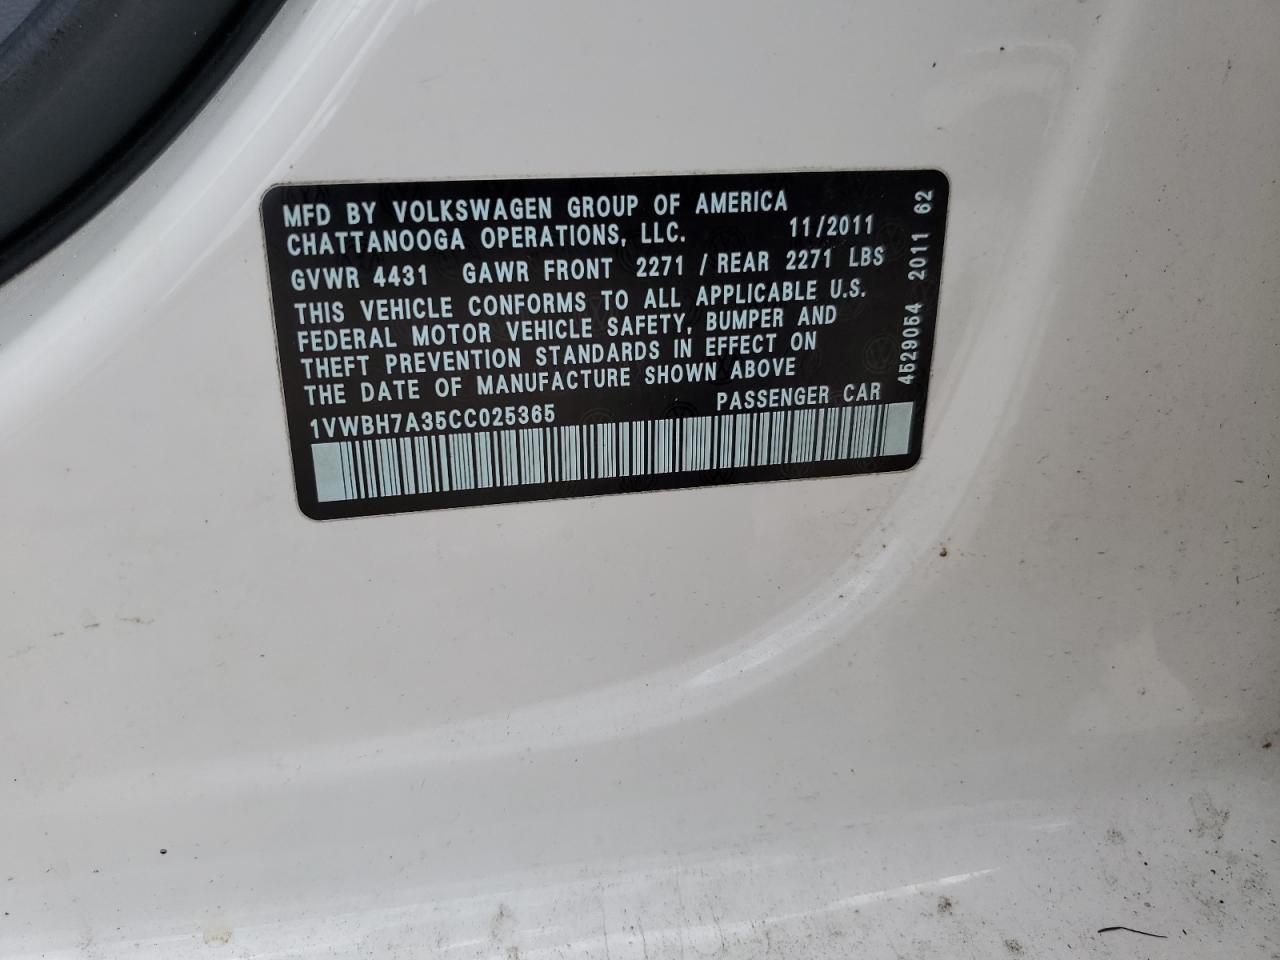 MFD BY VOLKSWAGEN GROUP OF AMERICA
CHATTANOOGA OPERATIONS, LLC. 11/2011
GVWR 4431 GAWR FRONT 2271 / REAR 2271 LBS
THIS VEHICLE CONFORMS TO ALL APPLICABLE U.S.
FEDERAL MOTOR VEHICLE SAFETY, BUMPER AND
THEFT PREVENTION STANDARDS IN EFFECT ON
THE DATE OF MANUFACTURE SHOWN ABOVE
1VWBH7A35CC025365 PASSENGER CAR
4529054 2011 62